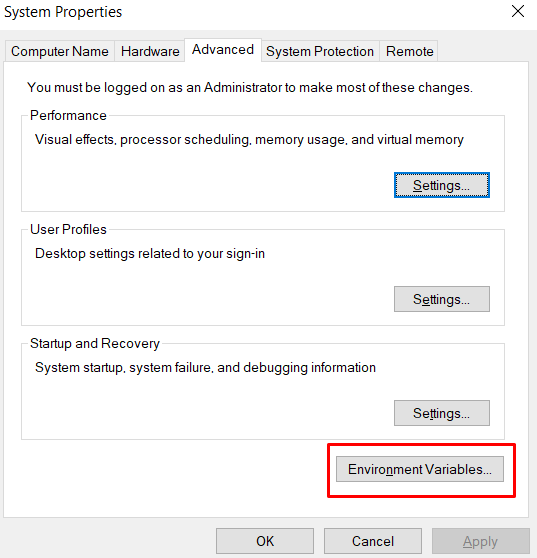 System Properties
Computer Name Hardware Advanced System Protection Remote
You must be logged on as an Administrator to make most of these changes.
Performance
Visual effects, processor scheduling, memory usage, and virtual memory
Settings...
User Profiles
Desktop settings related to your sign-in
Settings...
Startup and Recovery
System startup, system failure, and debugging information
Settings...
Environment Variables...
OK Cancel Apply